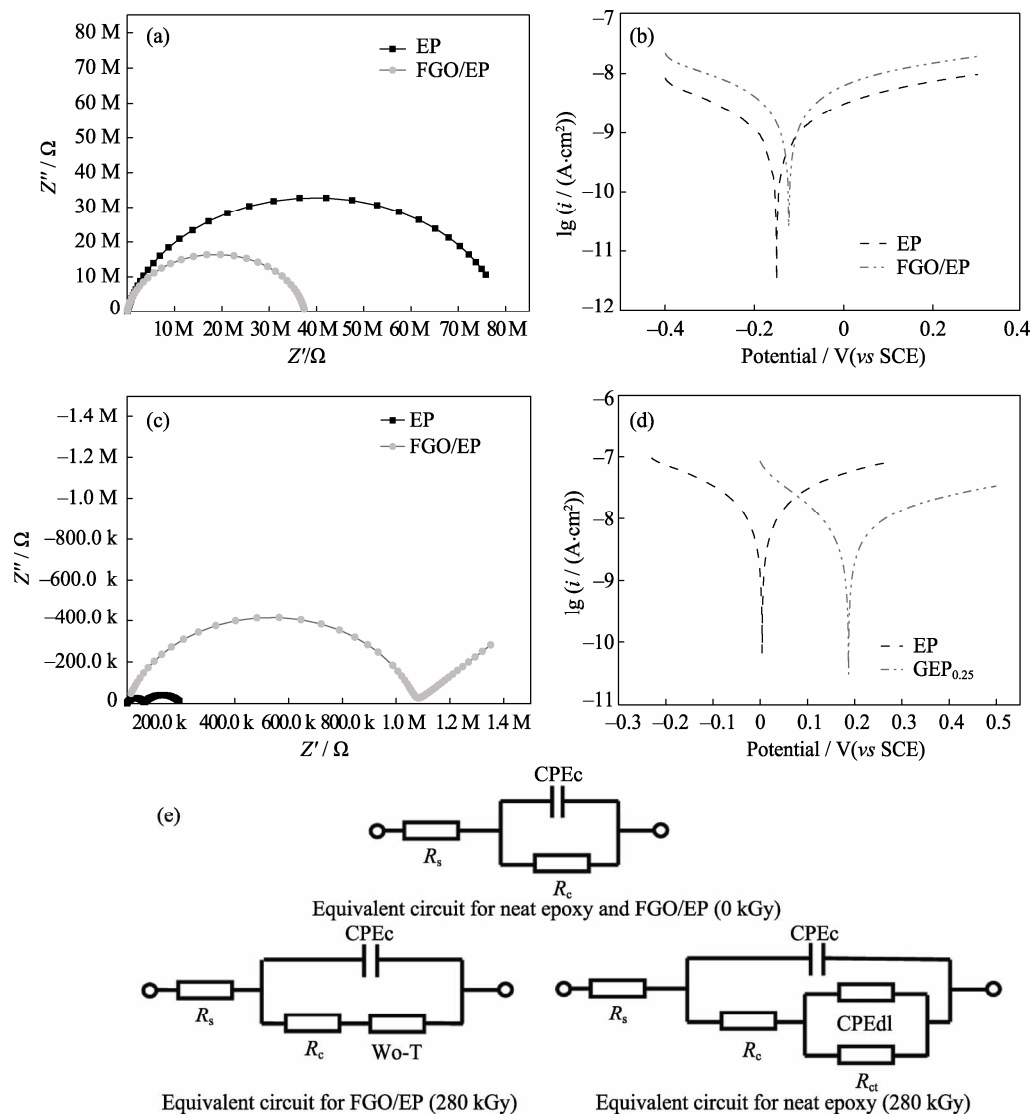 (a)
EP
FGO/EP
80 M
70 M
60 M
50 M
40 M
30 M
20 M
10 M
0
Z″/ Ω
10 M 20 M 30 M 40 M 50 M 60 M 70 M 80 M
Z′/Ω
(b)
–7
–8
–9
–10
–11
–12
lg (i / (A·cm²))
EP
FGO/EP
–0.4 –0.2 0 0.2 0.4
Potential / V(vs SCE)
(c)
EP
FGO/EP
–1.4 M
–1.2 M
–1.0 M
–800.0 k
–600.0 k
–400.0 k
–200.0 k
0
Z″ / Ω
200.0 k 400.0 k 600.0 k 800.0 k 1.0 M 1.2 M 1.4 M
Z′ / Ω
(d)
–6
–7
–8
–9
–10
–11
lg (i / (A·cm²))
EP
GEP0.25
–0.3 –0.2 –0.1 0 0.1 0.2 0.3 0.4 0.5
Potential / V(vs SCE)
(e)
CPEc
Rs
Rc
Equivalent circuit for neat epoxy and FGO/EP (0 kGy)
CPEc
Rs
Rc Wo-T
Equivalent circuit for FGO/EP (280 kGy)
CPEc
Rs
CPEdl
Rc
Rct
Equivalent circuit for neat epoxy (280 kGy)